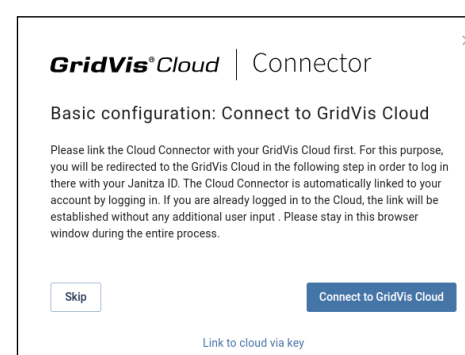 GridVis® Cloud | Connector
Basic configuration: Connect to GridVis Cloud
Please link the Cloud Connector with your GridVis Cloud first. For this purpose,
you will be redirected to the GridVis Cloud in the following step in order to log in
there with your Janitza ID. The Cloud Connector is automatically linked to your
account by logging in. If you are already logged in to the Cloud, the link will be
established without any additional user input . Please stay in this browser
window during the entire process.
Skip
Connect to GridVis Cloud
Link to cloud via key